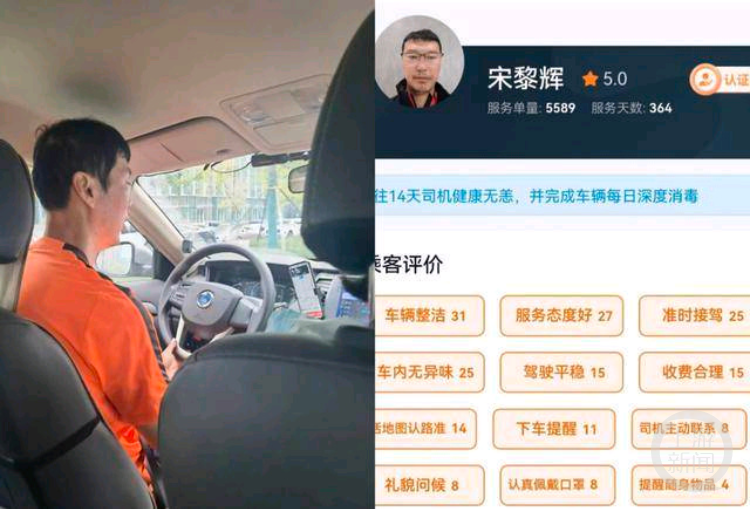 宋黎辉 5.0
认证
服务单量: 5589 服务天数: 364
往14天司机健康无恙，并完成车辆每日深度消毒
乘客评价
车辆整洁 31 服务态度好 27 准时接驾 25
车内无异味 25 驾驶平稳 15 收费合理 15
活地图认路准 14 下车提醒 11 司机主动联系 8
礼貌问候 8 认真佩戴口罩 8 提醒随身物品 4
上游新闻